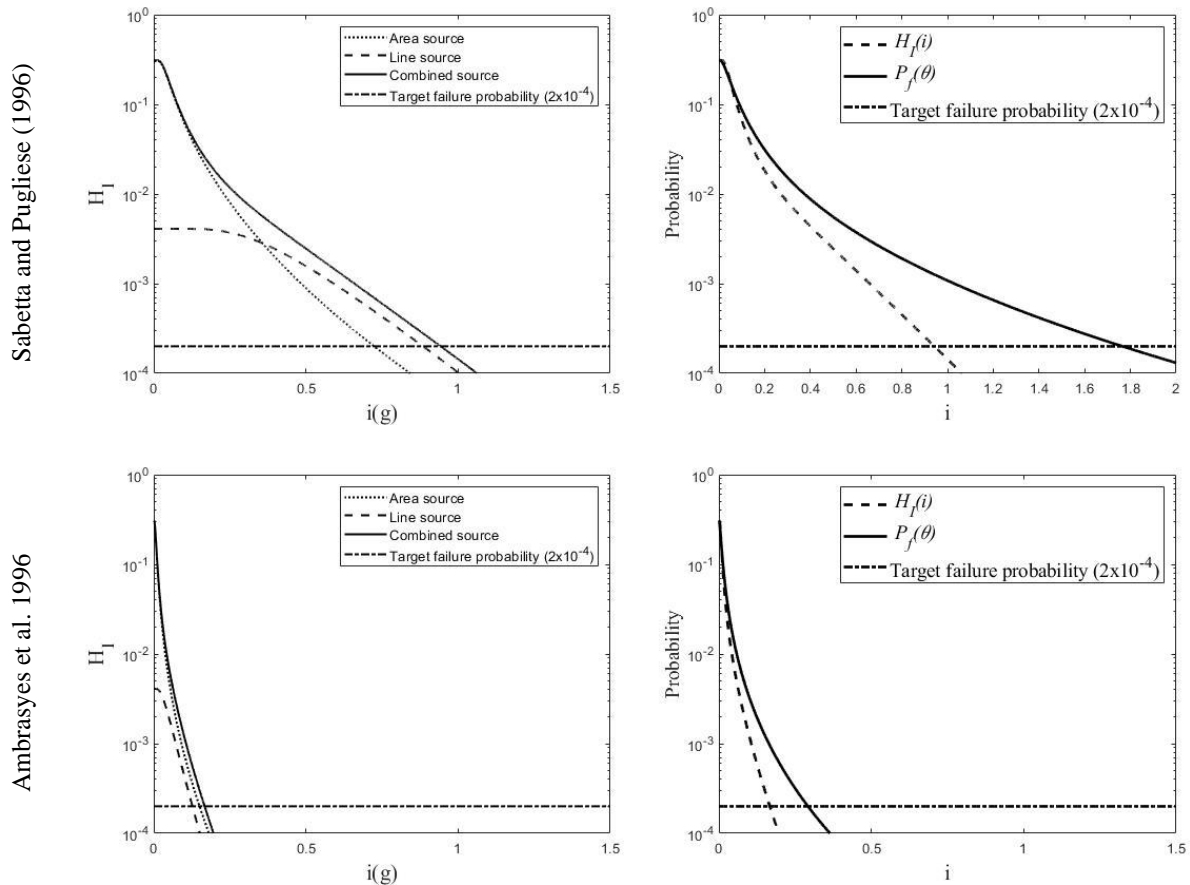 Sabetta and Pugliese (1996)
10^0
10^-1
10^-2
10^-3
10^-4
H_I
Area source
Line source
Combined source
Target failure probability (2x10^-4)
0 0.5 1 1.5
i(g)
10^0
10^-1
10^-2
10^-3
10^-4
Probability
H_I(i)
P_f(θ)
Target failure probability (2x10^-4)
0 0.2 0.4 0.6 0.8 1 1.2 1.4 1.6 1.8 2
i
Ambrasyes et al. 1996
10^0
10^-1
10^-2
10^-3
10^-4
H_I
Area source
Line source
Combined source
Target failure probability (2x10^-4)
0 0.5 1 1.5
i(g)
10^0
10^-1
10^-2
10^-3
10^-4
Probability
H_I(i)
P_f(θ)
Target failure probability (2x10^-4)
0 0.5 1 1.5
i